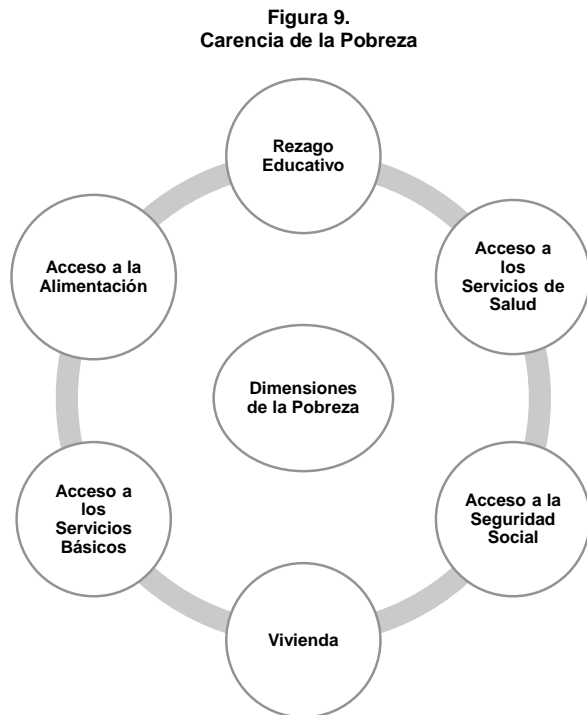 Figura 9.
Carencia de la Pobreza
Rezago
Educativo
Acceso a
los
Servicios de
Salud
Acceso a la
Seguridad
Social
Vivienda
Acceso a
los
Servicios
Básicos
Acceso a la
Alimentación
Dimensiones
de la Pobreza